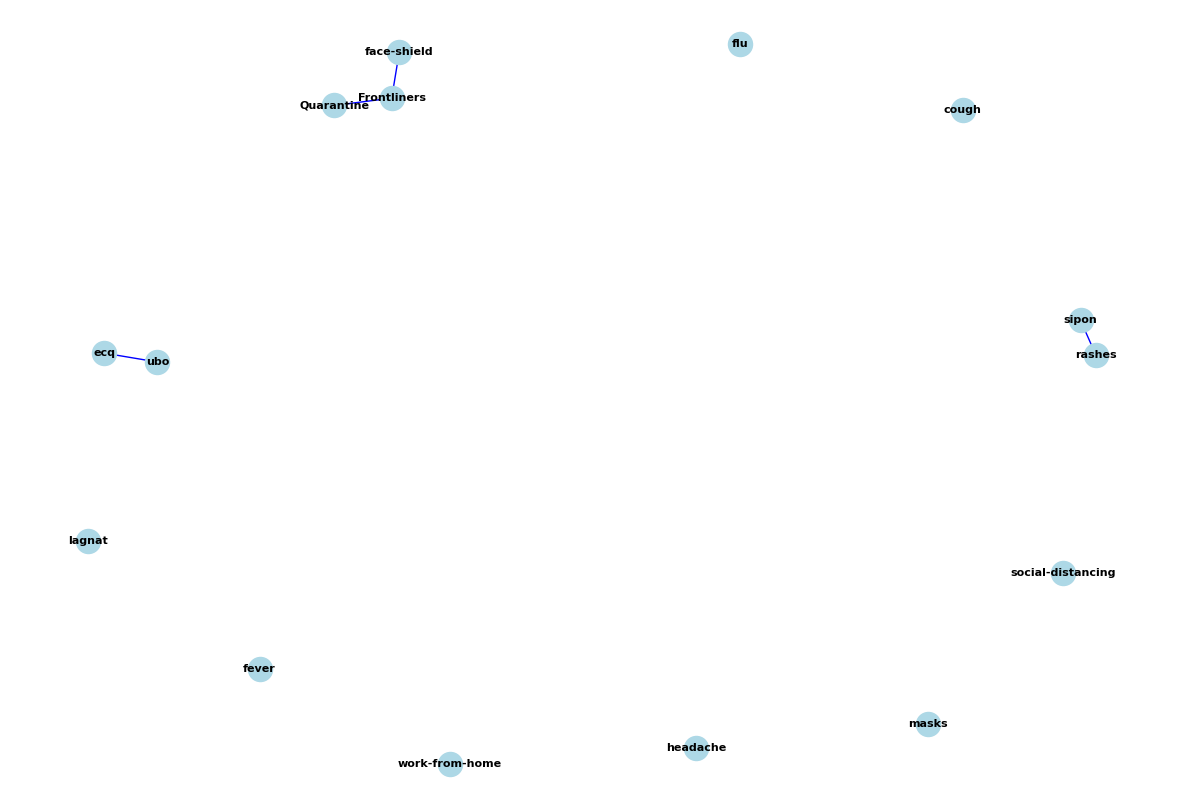 flu
face-shield
Frontliners
Quarantine
cough
sipon
ecq
rashes
ubo
lagnat
social-distancing
fever
masks
headache
work-from-home